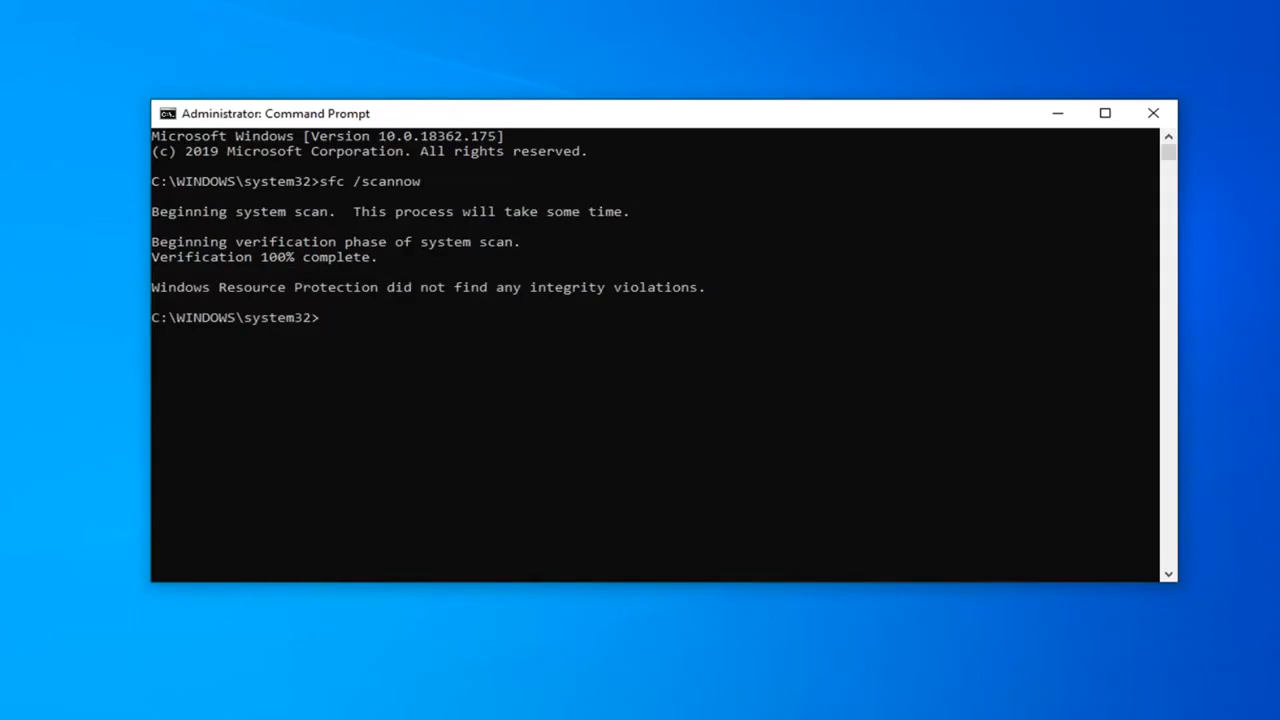 Administrator: Command Prompt
Microsoft Windows [Version 10.0.18362.175]
(c) 2019 Microsoft Corporation. All rights reserved.
C:\WINDOWS\system32>sfc /scannow
Beginning system scan.  This process will take some time.
Beginning verification phase of system scan.
Verification 100% complete.
Windows Resource Protection did not find any integrity violations.
C:\WINDOWS\system32>